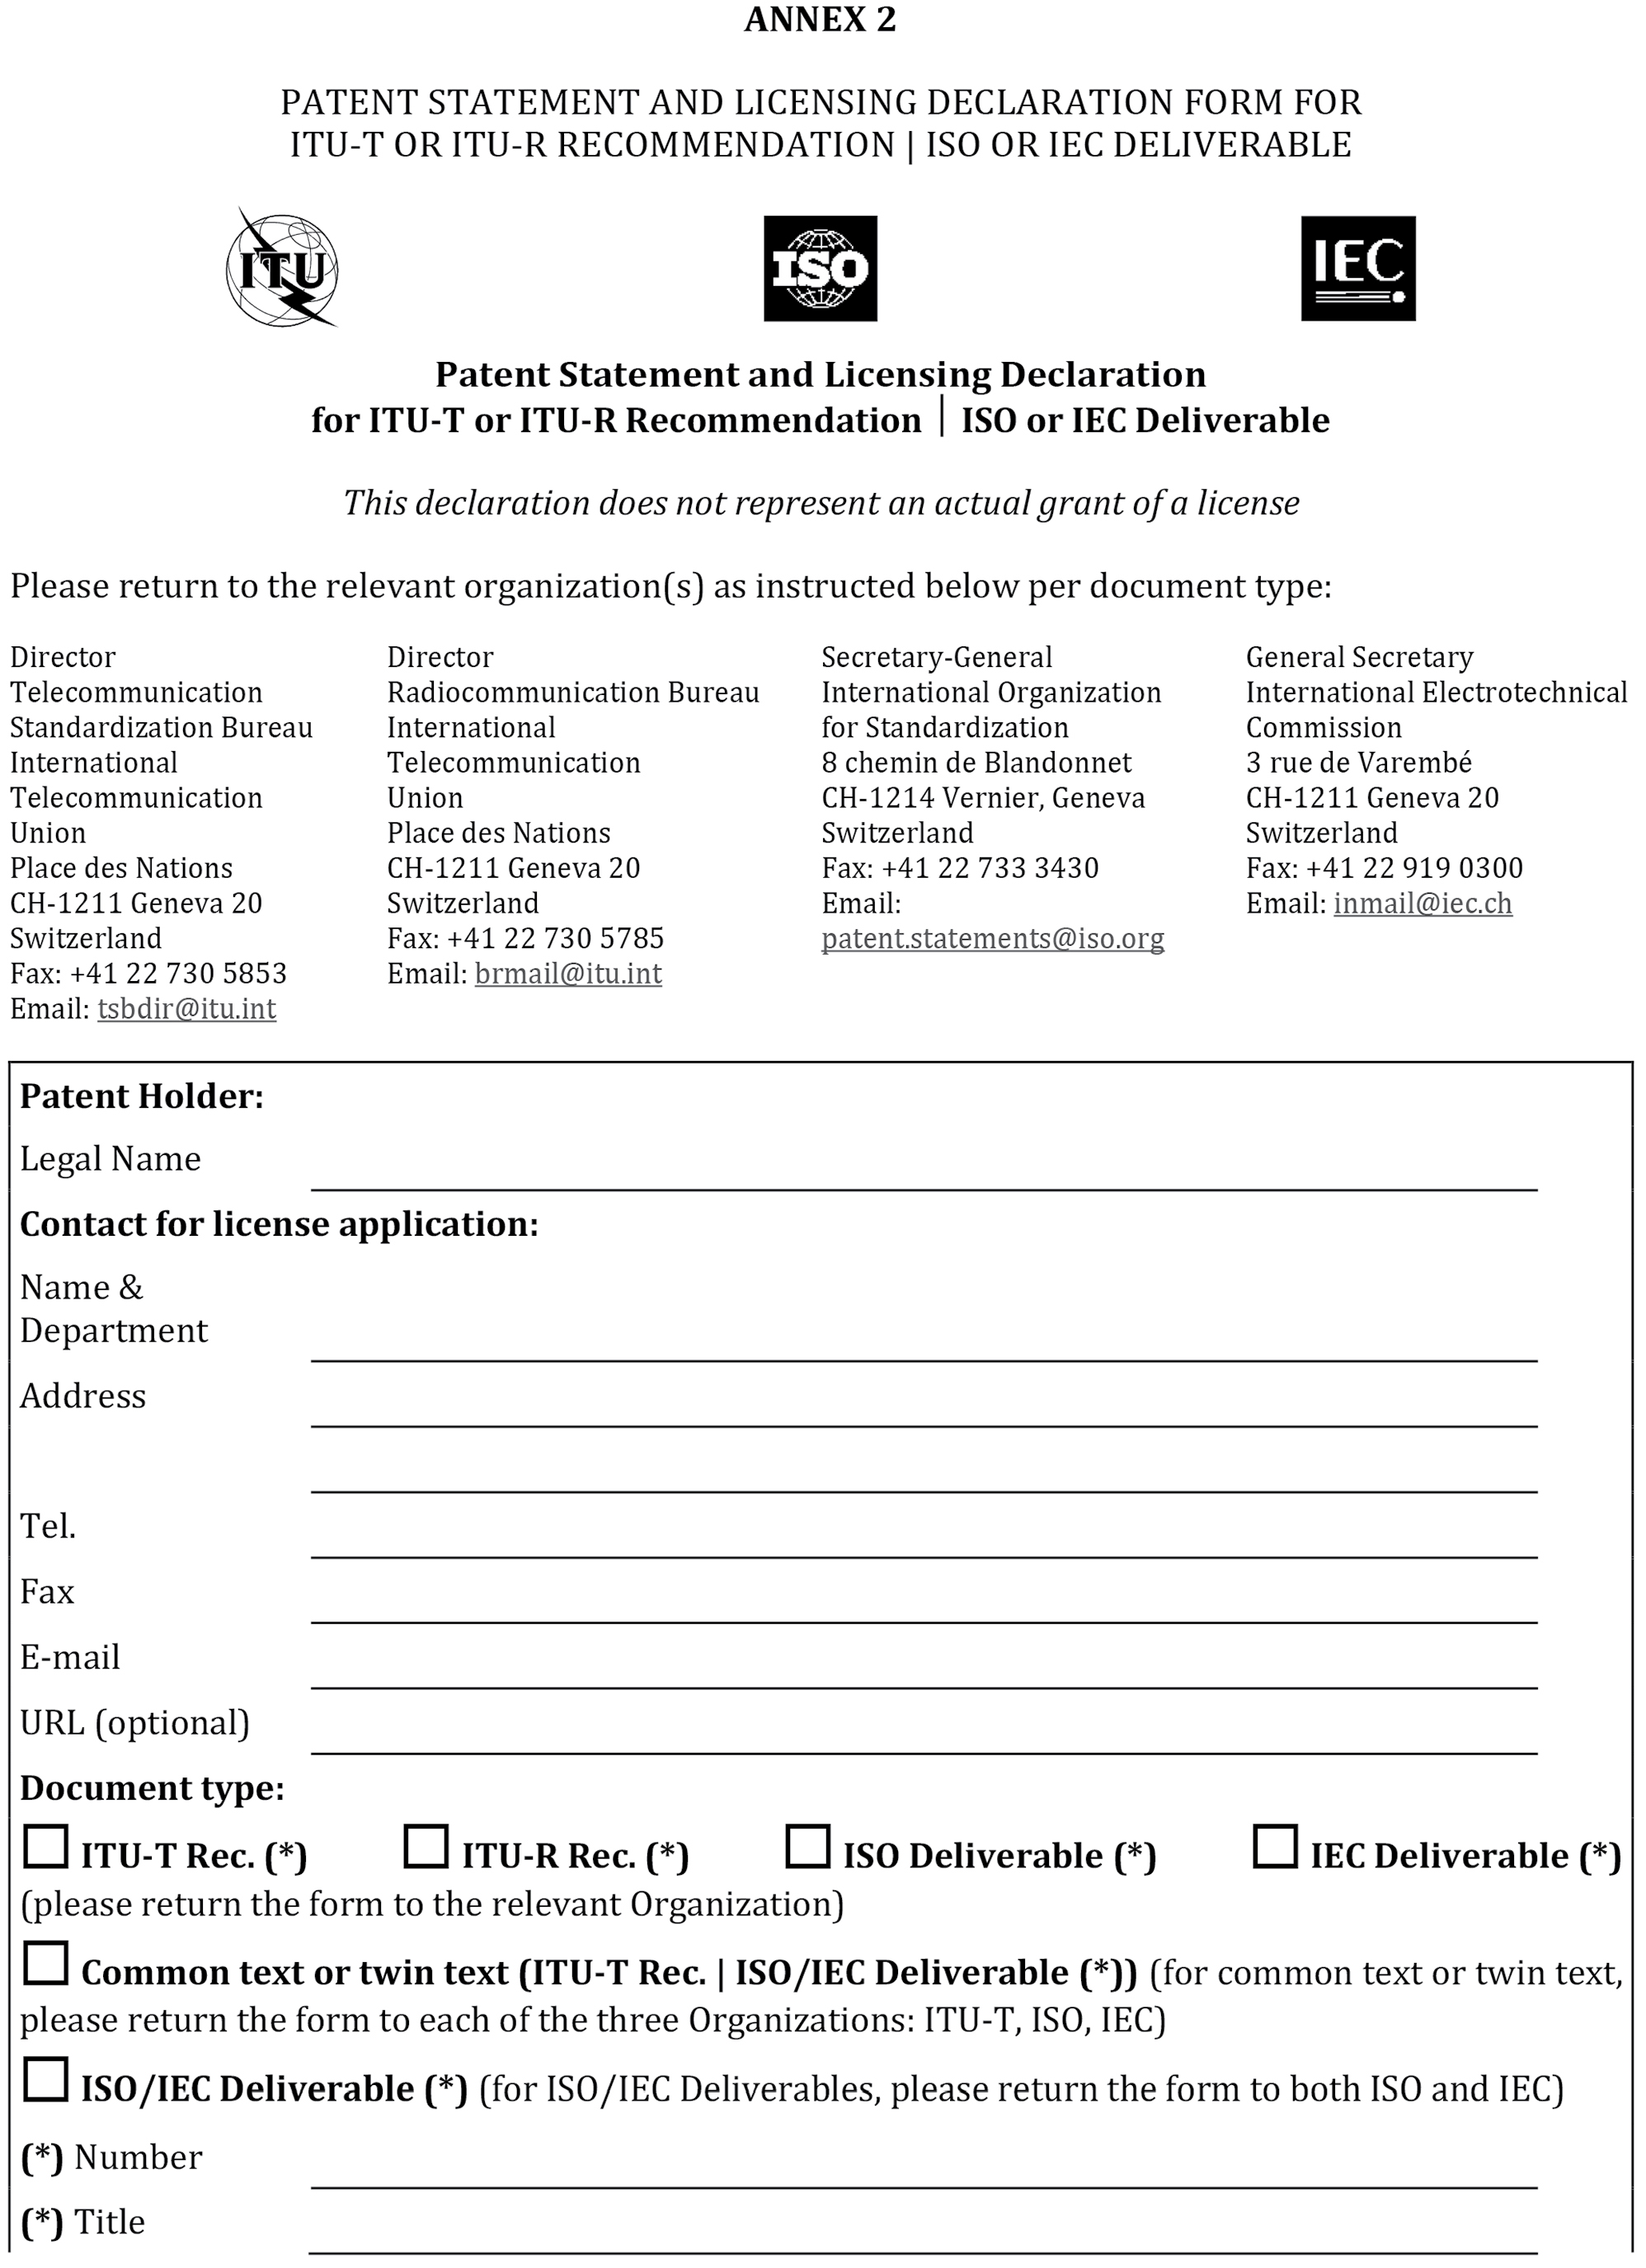 ANNEX 2
PATENT STATEMENT AND LICENSING DECLARATION FORM FOR
ITU-T OR ITU-R RECOMMENDATION | ISO OR IEC DELIVERABLE
ITU
ISO
IEC
Patent Statement and Licensing Declaration
for ITU-T or ITU-R Recommendation | ISO or IEC Deliverable
This declaration does not represent an actual grant of a license
Please return to the relevant organization(s) as instructed below per document type:
Director
Telecommunication
Standardization Bureau
International
Telecommunication
Union
Place des Nations
CH-1211 Geneva 20
Switzerland
Fax: +41 22 730 5853
Email: tsbdir@itu.int
Director
Radiocommunication Bureau
International
Telecommunication
Union
Place des Nations
CH-1211 Geneva 20
Switzerland
Fax: +41 22 730 5785
Email: brmail@itu.int
Secretary-General
International Organization
for Standardization
8 chemin de Blandonnet
CH-1214 Vernier, Geneva
Switzerland
Fax: +41 22 733 3430
Email:
patent.statements@iso.org
General Secretary
International Electrotechnical
Commission
3 rue de Varembé
CH-1211 Geneva 20
Switzerland
Fax: +41 22 919 0300
Email: inmail@iec.ch
Patent Holder:
Legal Name
Contact for license application:
Name &
Department
Address
Tel.
Fax
E-mail
URL (optional)
Document type:
ITU-T Rec. (*) ITU-R Rec. (*) ISO Deliverable (*) IEC Deliverable (*)
(please return the form to the relevant Organization)
Common text or twin text (ITU-T Rec. | ISO/IEC Deliverable (*)) (for common text or twin text,
please return the form to each of the three Organizations: ITU-T, ISO, IEC)
ISO/IEC Deliverable (*) (for ISO/IEC Deliverables, please return the form to both ISO and IEC)
(*) Number
(*) Title